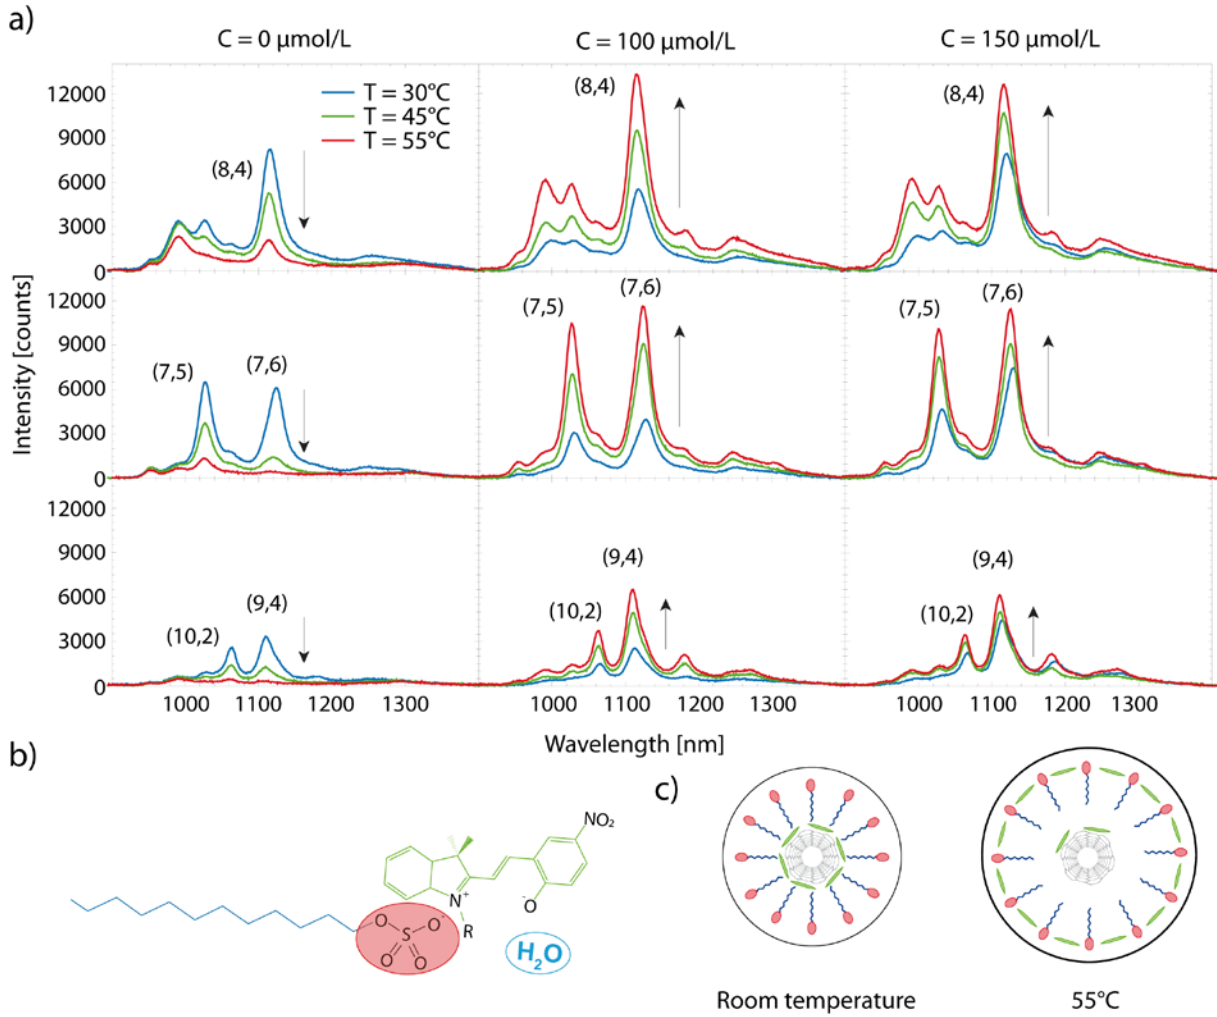 a)
C = 0 μmol/L
C = 100 μmol/L
C = 150 μmol/L
Intensity [counts]
12000
9000
6000
3000
0
(8,4)
T = 30°C
T = 45°C
T = 55°C
(8,4)
(8,4)
12000
9000
6000
3000
0
(7,5)
(7,6)
(7,5)
(7,6)
(7,5)
(7,6)
12000
9000
6000
3000
0
(10,2)
(9,4)
(10,2)
(9,4)
(10,2)
(9,4)
1000 1100 1200 1300
1000 1100 1200 1300
1000 1100 1200 1300
Wavelength [nm]
b)
NO₂
N⁺
⁻O
O
S
O⁻
R
O
O
H₂O
c)
Room temperature
55°C